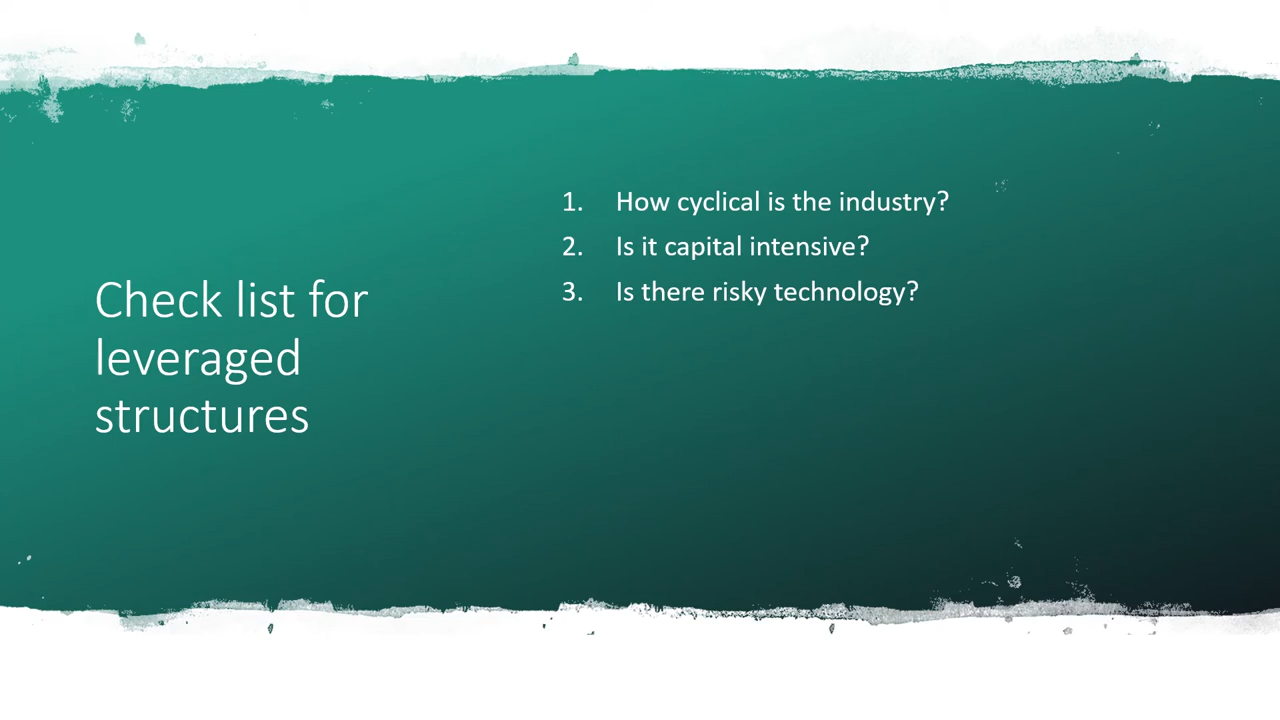 Check list for
leveraged
structures
1. How cyclical is the industry?
2. Is it capital intensive?
3. Is there risky technology?